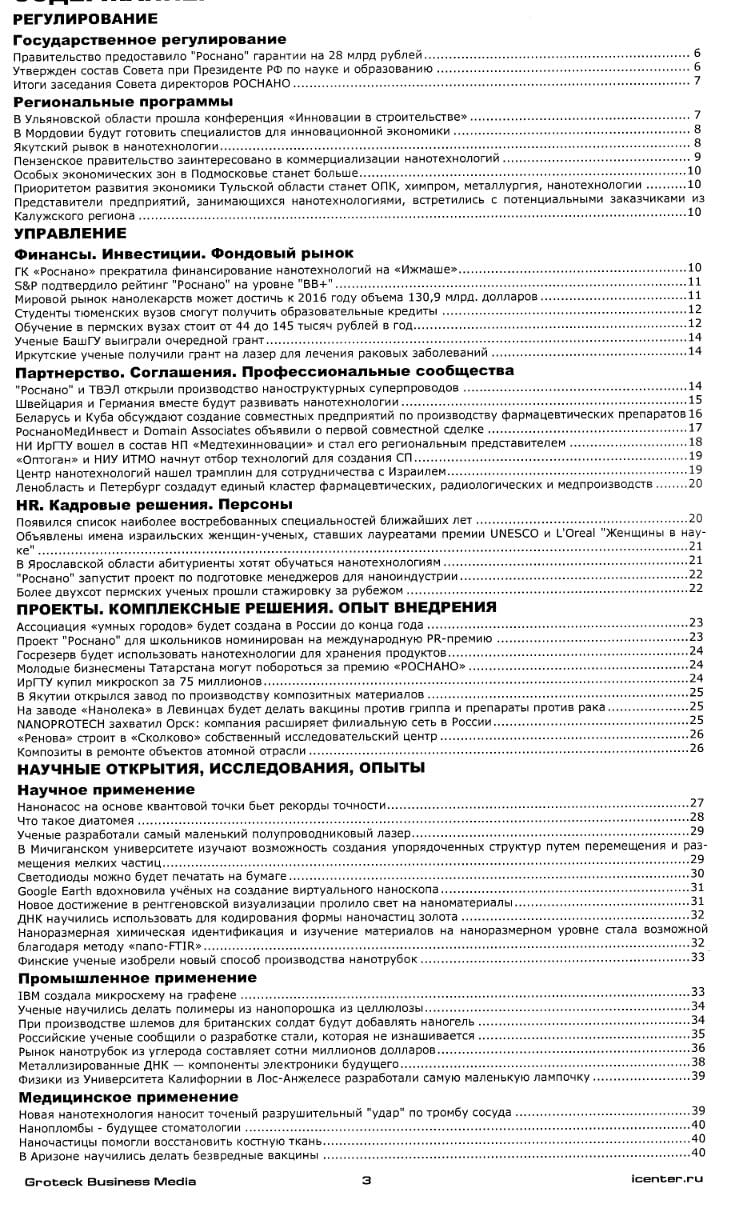 СОДЕРЖАНИЕ:
РЕГУЛИРОВАНИЕ
Государственное регулирование
Правительство предоставило "Роснано" гарантии на 28 млрд рублей.......... 6
Утвержден состав Совета при Президенте РФ по науке и образованию .......... 6
Итоги заседания Совета директоров РОСНАНО.......... 7
Региональные программы
В Ульяновской области прошла конференция «Инновации в строительстве».......... 7
В Мордовии будут готовить специалистов для инновационной экономики .......... 8
Якутский рывок в нанотехнологии.......... 8
Пензенское правительство заинтересовано в коммерциализации нанотехнологий .......... 9
Особых экономических зон в Подмосковье станет больше..........10
Приоритетом развития экономики Тульской области станет ОПК, химпром, металлургия, нанотехнологии ..........10
Представители предприятий, занимающихся нанотехнологиями, встретились с потенциальными заказчиками из
Калужского региона ..........10
УПРАВЛЕНИЕ
Финансы. Инвестиции. Фондовый рынок
ГК «Роснано» прекратила финансирование нанотехнологий на «Ижмаше»..........10
S&P подтвердило рейтинг "Роснано" на уровне "BB+" ..........11
Мировой рынок нанолекарств может достичь к 2016 году объема 130,9 млрд. долларов ..........11
Студенты тюменских вузов смогут получить образовательные кредиты ..........12
Обучение в пермских вузах стоит от 44 до 145 тысяч рублей в год..........12
Ученые БашГУ выиграли очередной грант..........14
Иркутские ученые получили грант на лазер для лечения раковых заболеваний ..........14
Партнерство. Соглашения. Профессиональные сообщества
"Роснано" и ТВЭЛ открыли производство наноструктурных суперпроводов ..........14
Швейцария и Германия вместе будут развивать нанотехнологии..........15
Беларусь и Куба обсуждают создание совместных предприятий по производству фармацевтических препаратов 16
РоснаноМедИнвест и Domain Associates объявили о первой совместной сделке ..........17
НИ ИрГТУ вошел в состав НП «Медтехинновации» и стал его региональным представителем ..........18
«Оптоган» и НИУ ИТМО начнут отбор технологий для создания СП..........19
Центр нанотехнологий нашел трамплин для сотрудничества с Израилем..........19
Ленобласть и Петербург создадут единый кластер фармацевтических, радиологических и медпроизводств ..........20
HR. Кадровые решения. Персоны
Появился список наиболее востребованных специальностей ближайших лет ..........20
Объявлены имена израильских женщин-ученых, ставших лауреатами премии UNESCO и L'Oreal "Женщины в нау-
ке" ..........21
В Ярославской области абитуриенты хотят обучаться нанотехнологиям ..........21
"Роснано" запустит проект по подготовке менеджеров для наноиндустрии..........22
Более двухсот пермских ученых прошли стажировку за рубежом ..........22
ПРОЕКТЫ. КОМПЛЕКСНЫЕ РЕШЕНИЯ. ОПЫТ ВНЕДРЕНИЯ
Ассоциация «умных городов» будет создана в России до конца года ..........23
Проект "Роснано" для школьников номинирован на международную PR-премию ..........23
Госрезерв будет использовать нанотехнологии для хранения продуктов..........24
Молодые бизнесмены Татарстана могут побороться за премию «РОСНАНО»..........24
ИрГТУ купил микроскоп за 75 миллионов..........24
В Якутии открылся завод по производству композитных материалов ..........25
На заводе «Нанолека» в Левинцах будет делать вакцины против гриппа и препараты против рака..........25
NANOPROTECH захватил Орск: компания расширяет филиальную сеть в России..........25
«Ренова» строит в «Сколково» собственный исследовательский центр ..........26
Композиты в ремонте объектов атомной отрасли ..........26
НАУЧНЫЕ ОТКРЫТИЯ, ИССЛЕДОВАНИЯ, ОПЫТЫ
Научное применение
Нанонасос на основе квантовой точки бьет рекорды точности..........27
Что такое диатомея ..........28
Ученые разработали самый маленький полупроводниковый лазер..........29
В Мичиганском университете изучают возможность создания упорядоченных структур путем перемещения и раз-
мещения мелких частиц..........29
Светодиоды можно будет печатать на бумаге..........30
Google Earth вдохновила учёных на создание виртуального наноскопа..........31
Новое достижение в рентгеновской визуализации пролило свет на наноматериалы..........31
ДНК научились использовать для кодирования формы наночастиц золота ..........32
Наноразмерная химическая идентификация и изучение материалов на наноразмерном уровне стала возможной
благодаря методу «nano-FTIR»..........32
Финские ученые изобрели новый способ производства нанотрубок ..........33
Промышленное применение
IBM создала микросхему на графене ..........33
Ученые научились делать полимеры из нанопорошка из целлюлозы..........34
При производстве шлемов для британских солдат будут добавлять наногель ..........34
Российские ученые сообщили о разработке стали, которая не изнашивается ..........35
Рынок нанотрубок из углерода составляет сотни миллионов долларов..........36
Металлизированные ДНК — компоненты электроники будущего..........38
Физики из Университета Калифорнии в Лос-Анжелесе разработали самую маленькую лампочку ..........39
Медицинское применение
Новая нанотехнология наносит точеный разрушительный "удар" по тромбу сосуда ..........39
Нанопломбы - будущее стоматологии ..........40
Наночастицы помогли восстановить костную ткань..........40
В Аризоне научились делать безвредные вакцины ..........40
Groteck Business Media 3 icenter.ru